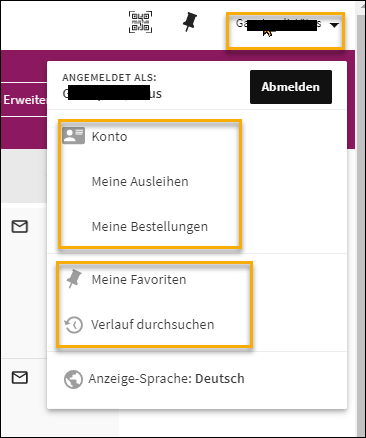 Erweiter
ANGEMELDET ALS:
Abmelden
Konto
Meine Ausleihen
Meine Bestellungen
Meine Favoriten
Verlauf durchsuchen
Anzeige-Sprache: Deutsch